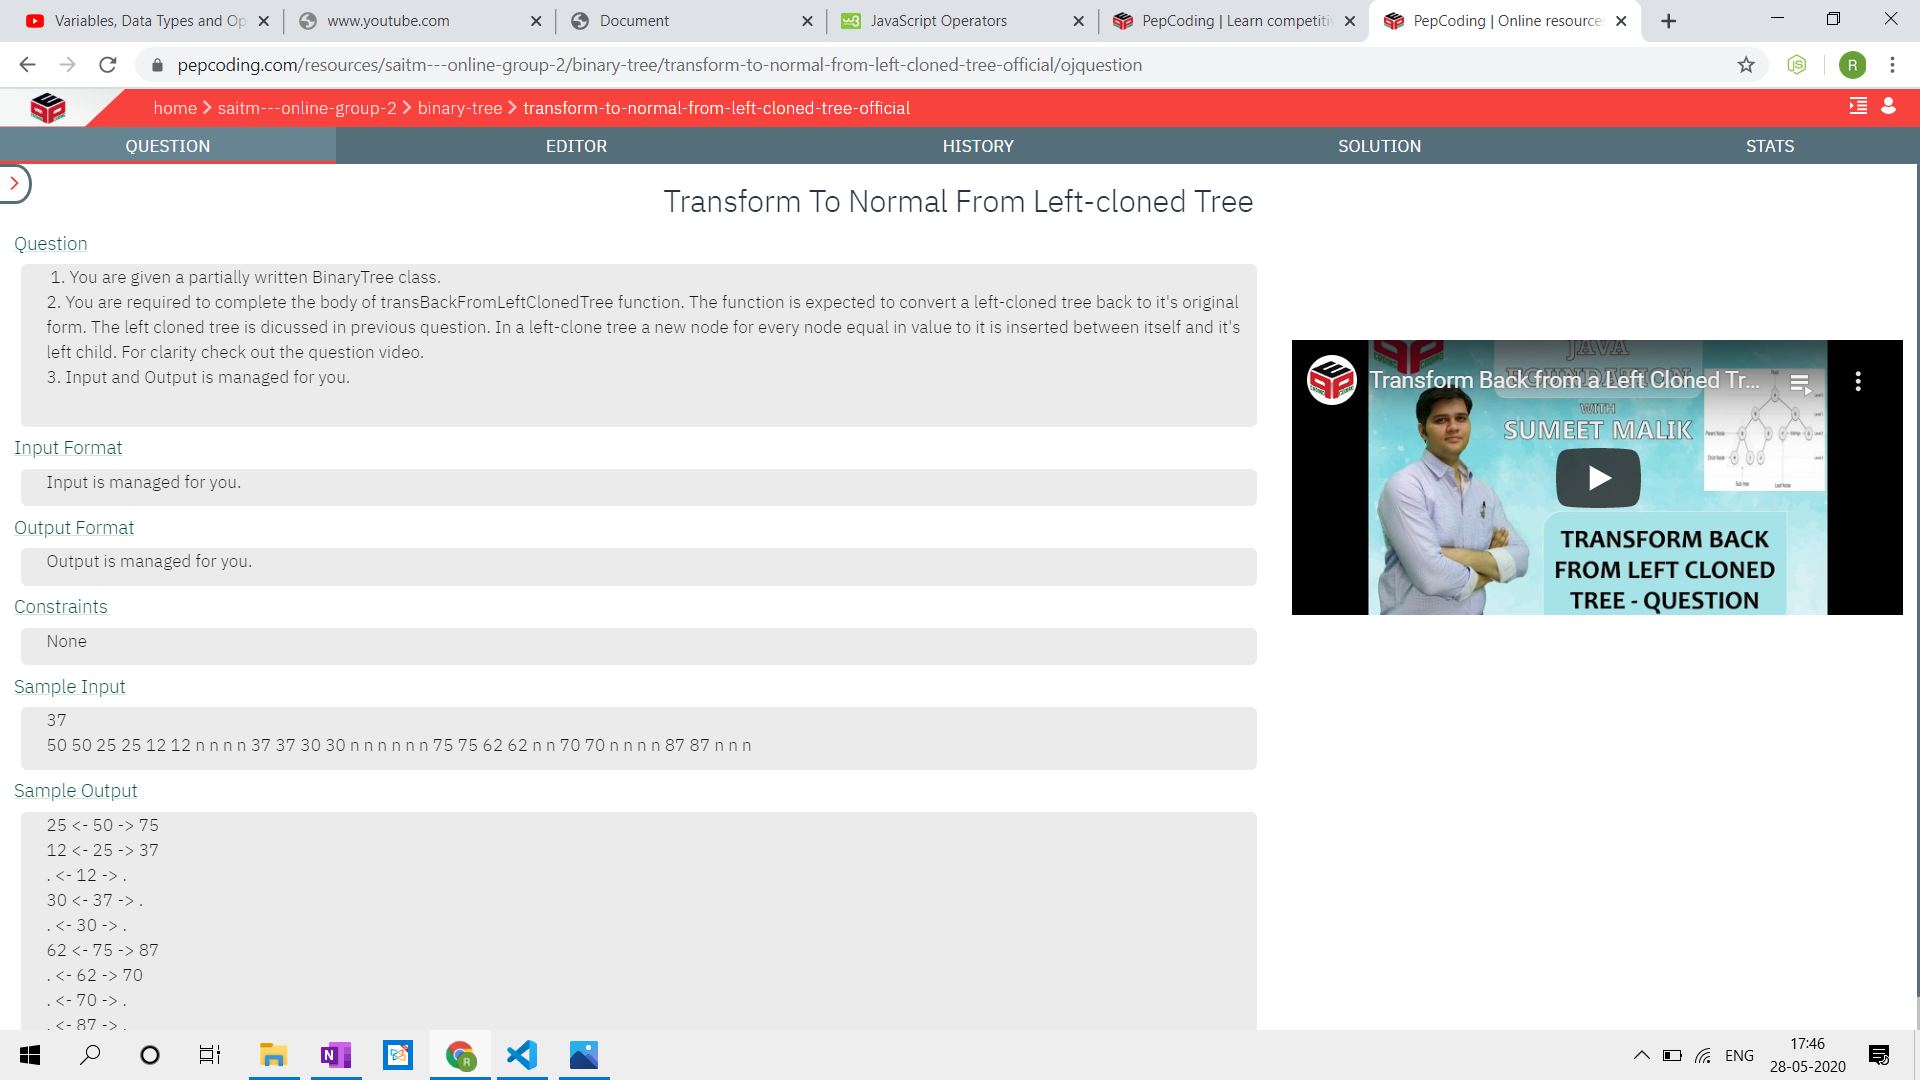 Variables, Data Types and Op
www.youtube.com
Document
JavaScript Operators
PepCoding | Learn competitiv
PepCoding | Online resource
pepcoding.com/resources/saitm---online-group-2/binary-tree/transform-to-normal-from-left-cloned-tree-official/ojquestion
R
home > saitm---online-group-2 > binary-tree > transform-to-normal-from-left-cloned-tree-official
QUESTION EDITOR HISTORY SOLUTION STATS
Transform To Normal From Left-cloned Tree
Question
1. You are given a partially written BinaryTree class.
2. You are required to complete the body of transBackFromLeftClonedTree function. The function is expected to convert a left-cloned tree back to it's original
form. The left cloned tree is dicussed in previous question. In a left-clone tree a new node for every node equal in value to it is inserted between itself and it's
left child. For clarity check out the question video.
3. Input and Output is managed for you.
Input Format
Input is managed for you.
Output Format
Output is managed for you.
Constraints
None
Sample Input
37
50 50 25 25 12 12 n n n n 37 37 30 30 n n n n n n 75 75 62 62 n n 70 70 n n n n 87 87 n n n
Sample Output
25 <- 50 -> 75
12 <- 25 -> 37
. <- 12 -> .
30 <- 37 -> .
. <- 30 -> .
62 <- 75 -> 87
. <- 62 -> 70
. <- 70 -> .
. <- 87 -> .
JAVA
Transform Back from a Left Cloned Tr...
WITH
SUMEET MALIK
TRANSFORM BACK
FROM LEFT CLONED
TREE - QUESTION
ENG
17:46
28-05-2020